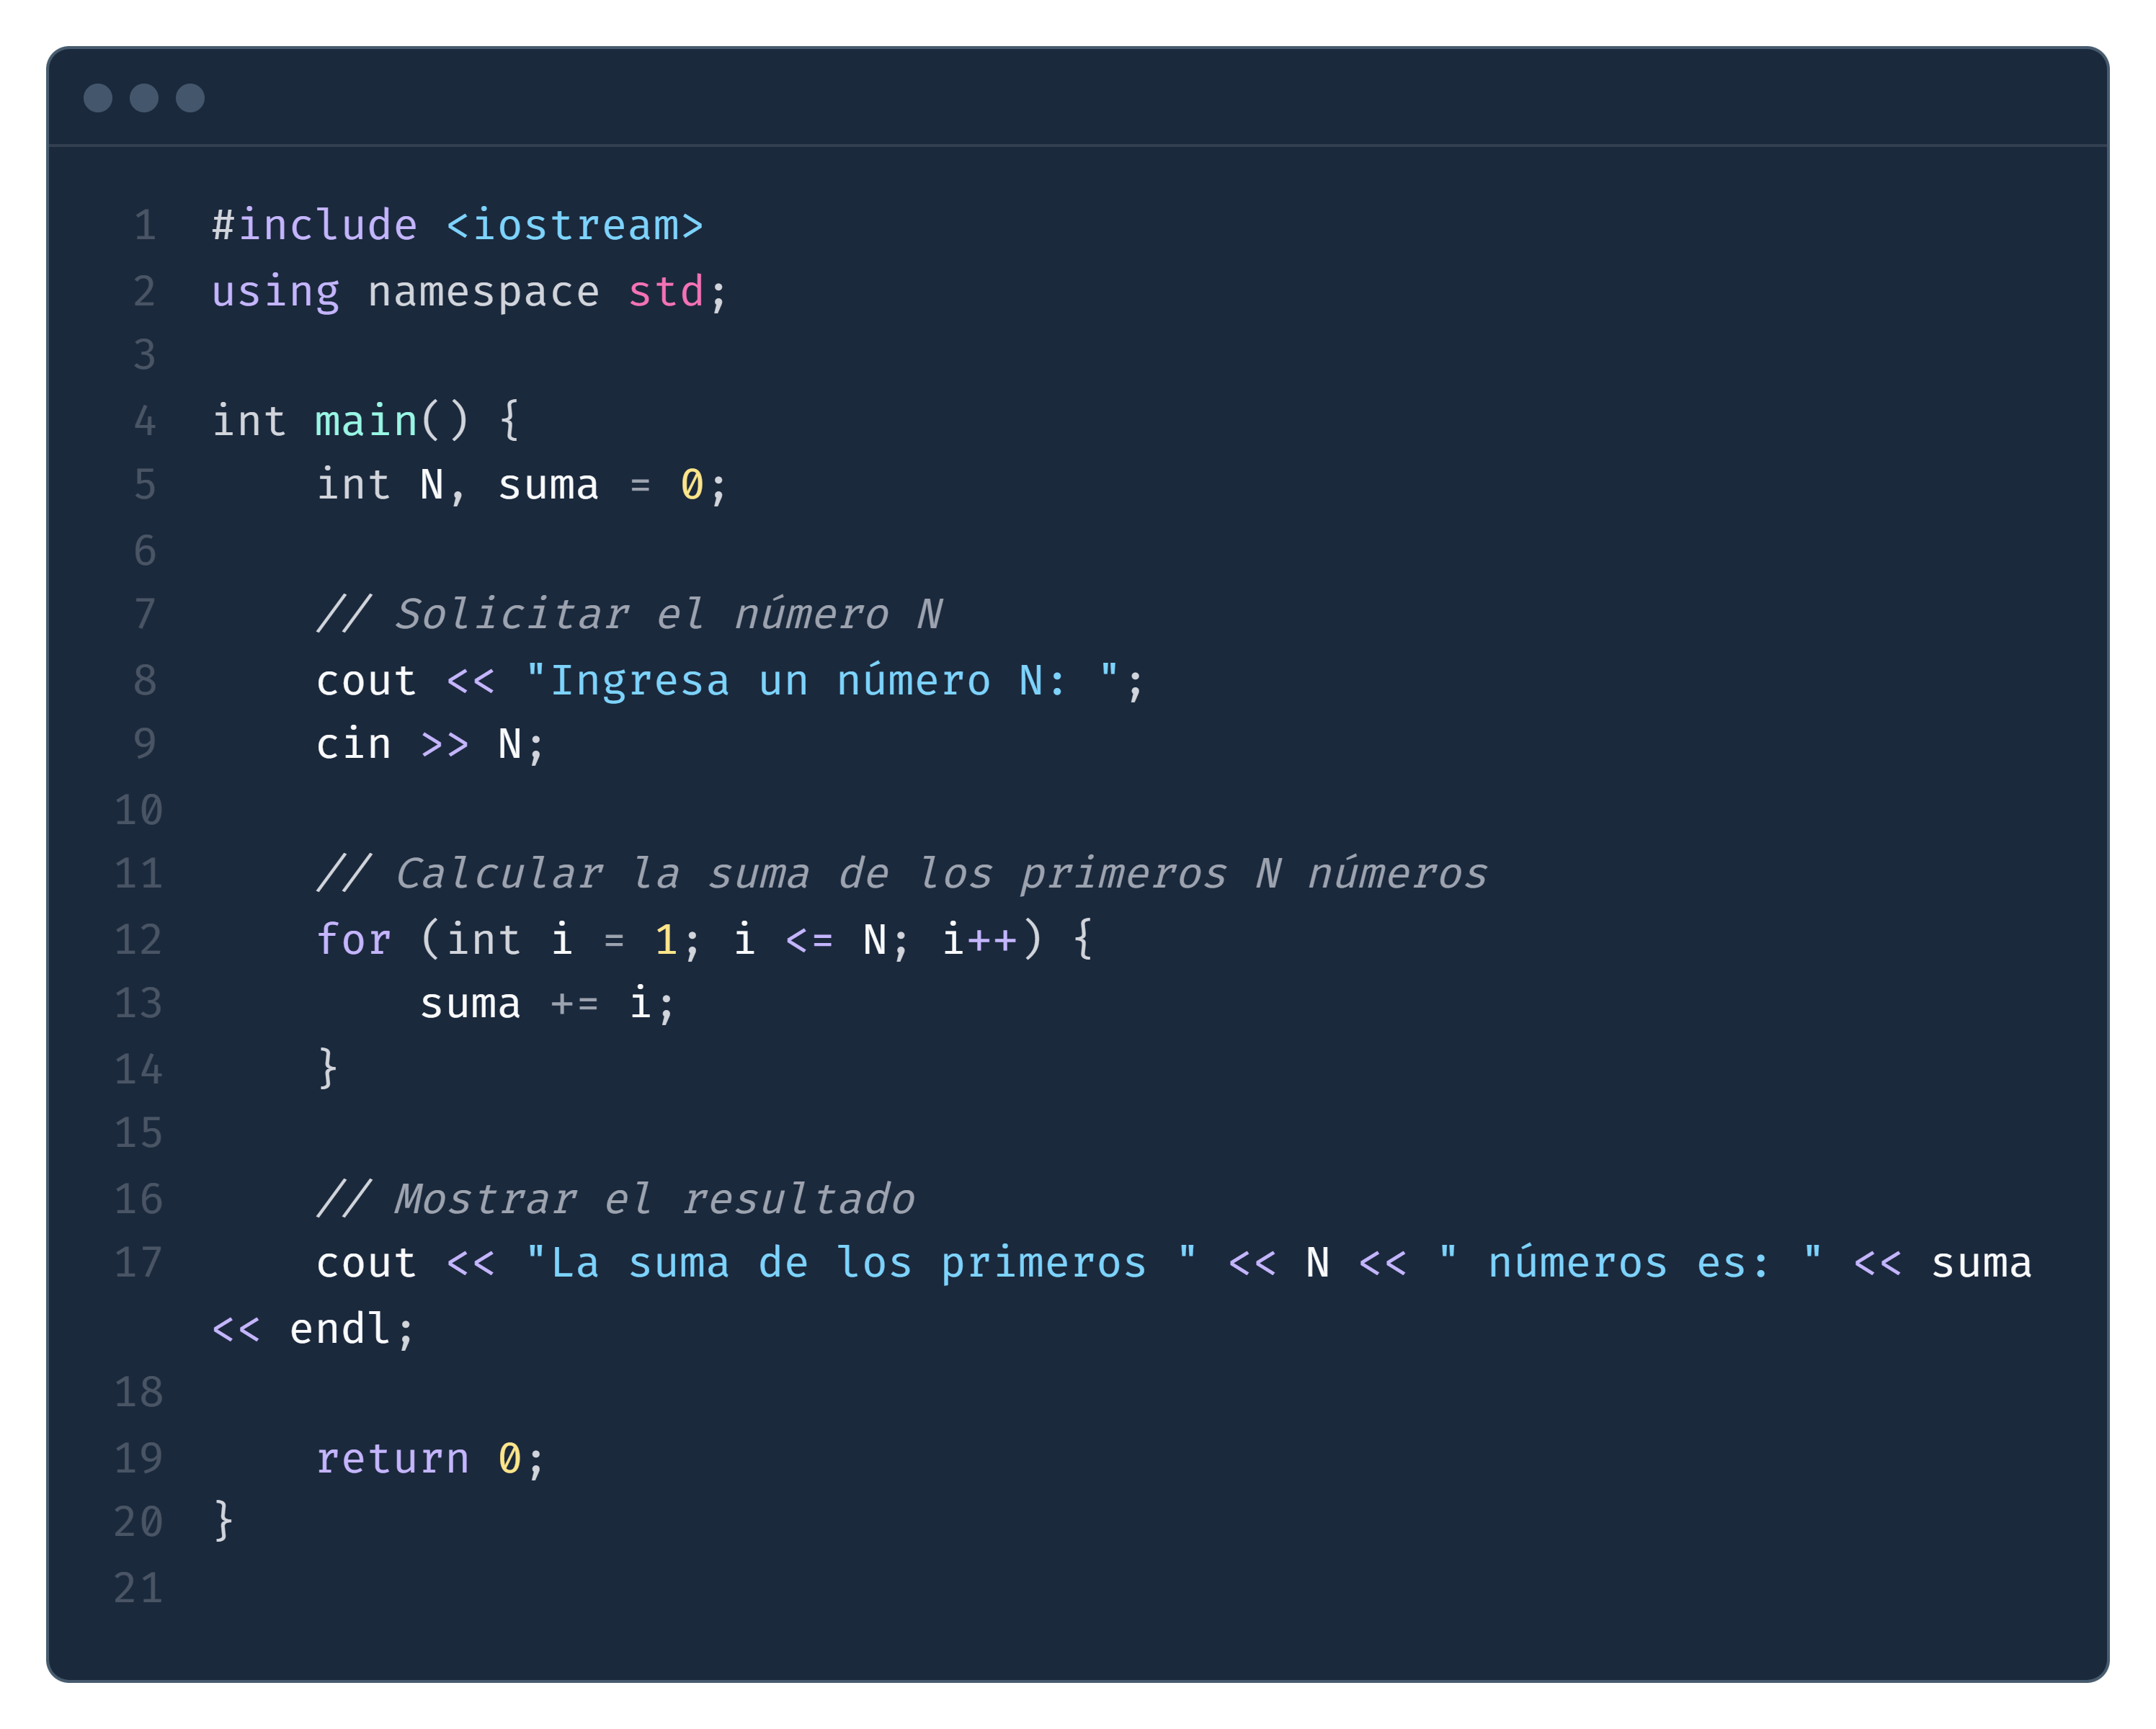 1 #include <iostream>
2 using namespace std;
3
4 int main() {
5     int N, suma = 0;
6
7     // Solicitar el número N
8     cout << "Ingresa un número N: ";
9     cin >> N;
10
11     // Calcular la suma de los primeros N números
12     for (int i = 1; i <= N; i++) {
13         suma += i;
14     }
15
16     // Mostrar el resultado
17     cout << "La suma de los primeros " << N << " números es: " << suma
<< endl;
18
19     return 0;
20 }
21